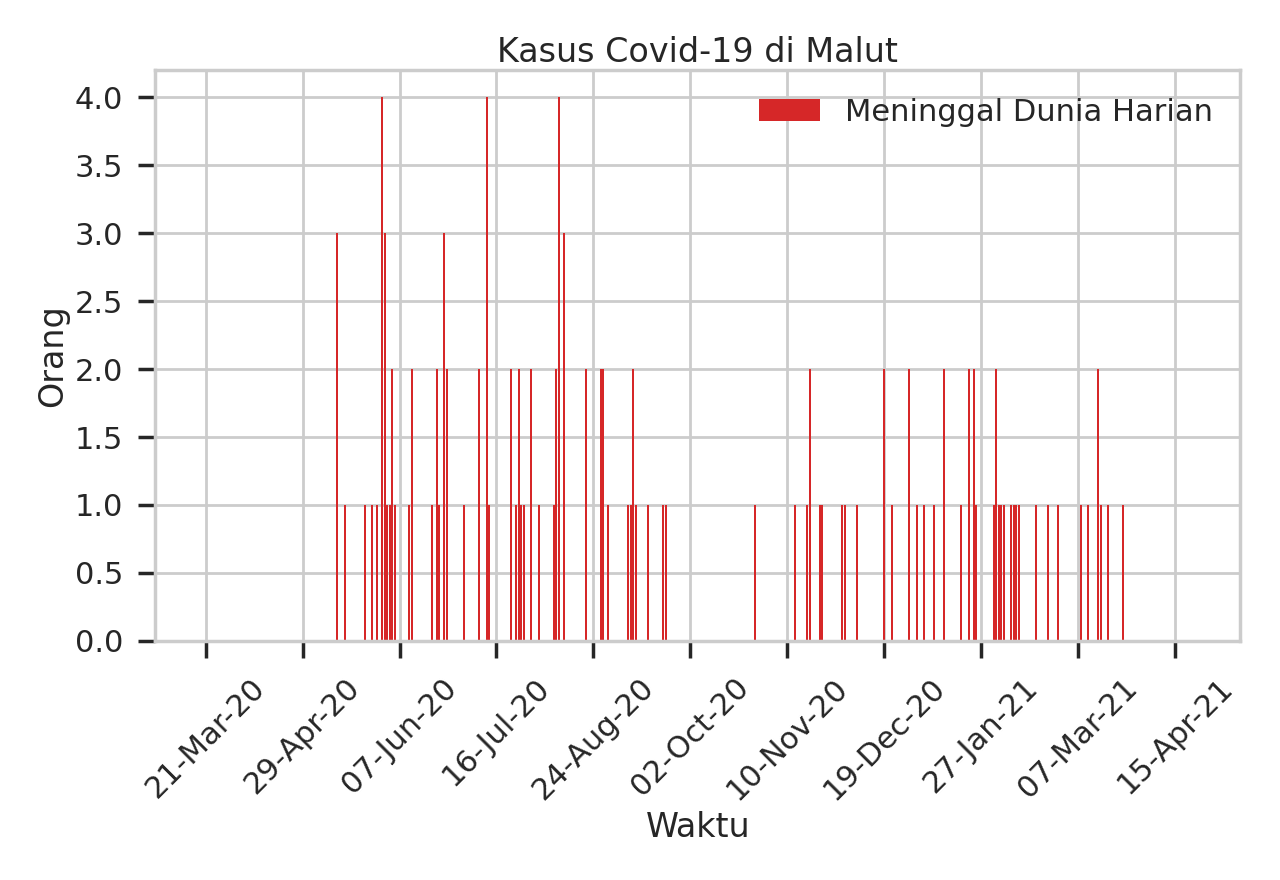 Kasus Covid-19 di Malut
Meninggal Dunia Harian
4.0
3.5
3.0
2.5
2.0
1.5
1.0
0.5
0.0
Orang
21-Mar-20
29-Apr-20
07-Jun-20
16-Jul-20
24-Aug-20
02-Oct-20
10-Nov-20
19-Dec-20
27-Jan-21
07-Mar-21
15-Apr-21
Waktu